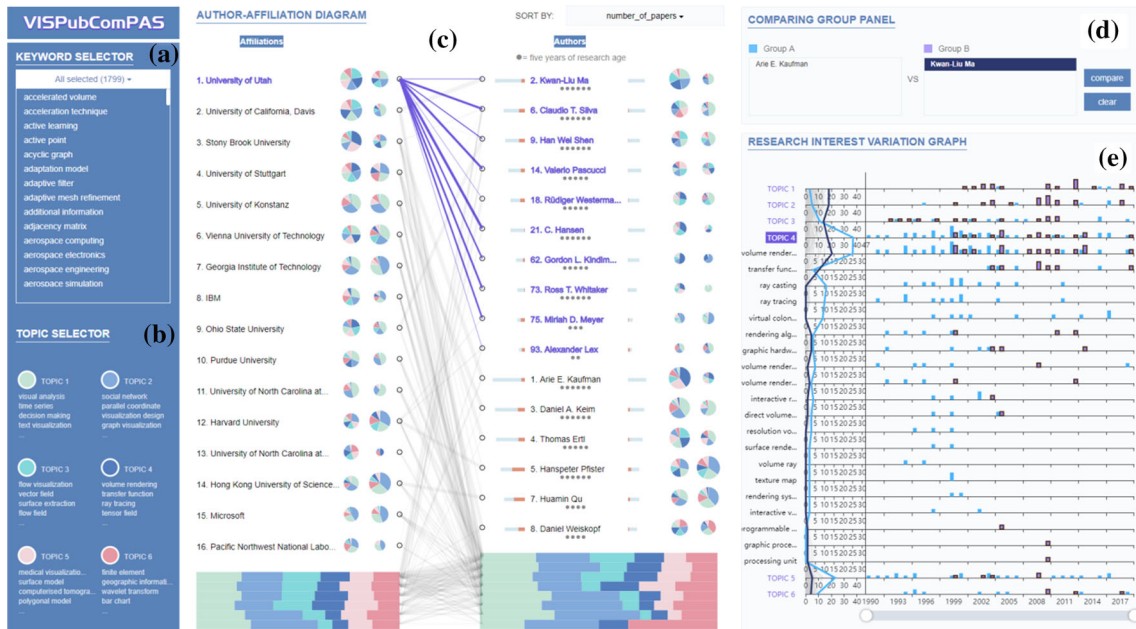 VISPubComPAS
KEYWORD SELECTOR (a)
All selected (1799)
accelerated volume
acceleration technique
active learning
active point
acyclic graph
adaptation model
adaptive filter
adaptive mesh refinement
additional information
adjacency matrix
aerospace computing
aerospace electronics
aerospace engineering
aerospace simulation
TOPIC SELECTOR (b)
TOPIC 1
visual analysis
time series
decision making
text visualization
...
TOPIC 2
social network
parallel coordinate
visualization design
graph visualization
...
TOPIC 3
flow visualization
vector field
surface extraction
flow field
...
TOPIC 4
volume rendering
transfer function
ray tracing
tensor field
...
TOPIC 5
medical visualizatio...
surface model
computerised tomogra...
polygonal model
...
TOPIC 6
finite element
geographic informati...
wavelet transform
bar chart
...
AUTHOR-AFFILIATION DIAGRAM
SORT BY: number_of_papers
(c)
Affiliations
1. University of Utah
2. University of California, Davis
3. Stony Brook University
4. University of Stuttgart
5. University of Konstanz
6. Vienna University of Technology
7. Georgia Institute of Technology
8. IBM
9. Ohio State University
10. Purdue University
11. University of North Carolina at...
12. Harvard University
13. University of North Carolina at...
14. Hong Kong University of Science...
15. Microsoft
16. Pacific Northwest National Labo...
Authors
= five years of research age
2. Kwan-Liu Ma
6. Claudio T. Silva
9. Han Wei Shen
14. Valerio Pascucci
18. Rüdiger Westerma...
21. C. Hansen
62. Gordon L. Kindlm...
73. Ross T. Whitaker
75. Miriah D. Meyer
93. Alexander Lex
1. Arie E. Kaufman
3. Daniel A. Keim
4. Thomas Ertl
5. Hanspeter Pfister
7. Huamin Qu
8. Daniel Weiskopf
COMPARING GROUP PANEL (d)
Group A
Arie E. Kaufman
VS
Group B
Kwan-Liu Ma
compare
clear
RESEARCH INTEREST VARIATION GRAPH (e)
TOPIC 1
TOPIC 2
TOPIC 3
TOPIC 4
volume render...
transfer func...
ray casting
ray tracing
virtual colon...
rendering alg...
graphic hardw...
volume render...
volume render...
interactive r...
direct volume...
resolution vo...
surface rende...
volume ray
texture map
rendering sys...
interactive v...
rogrammable ...
graphic proce...
processing unit
TOPIC 5
TOPIC 6
0 10 20 30 40
1990 1993 1996 1999 2002 2005 2008 2011 2014 2017